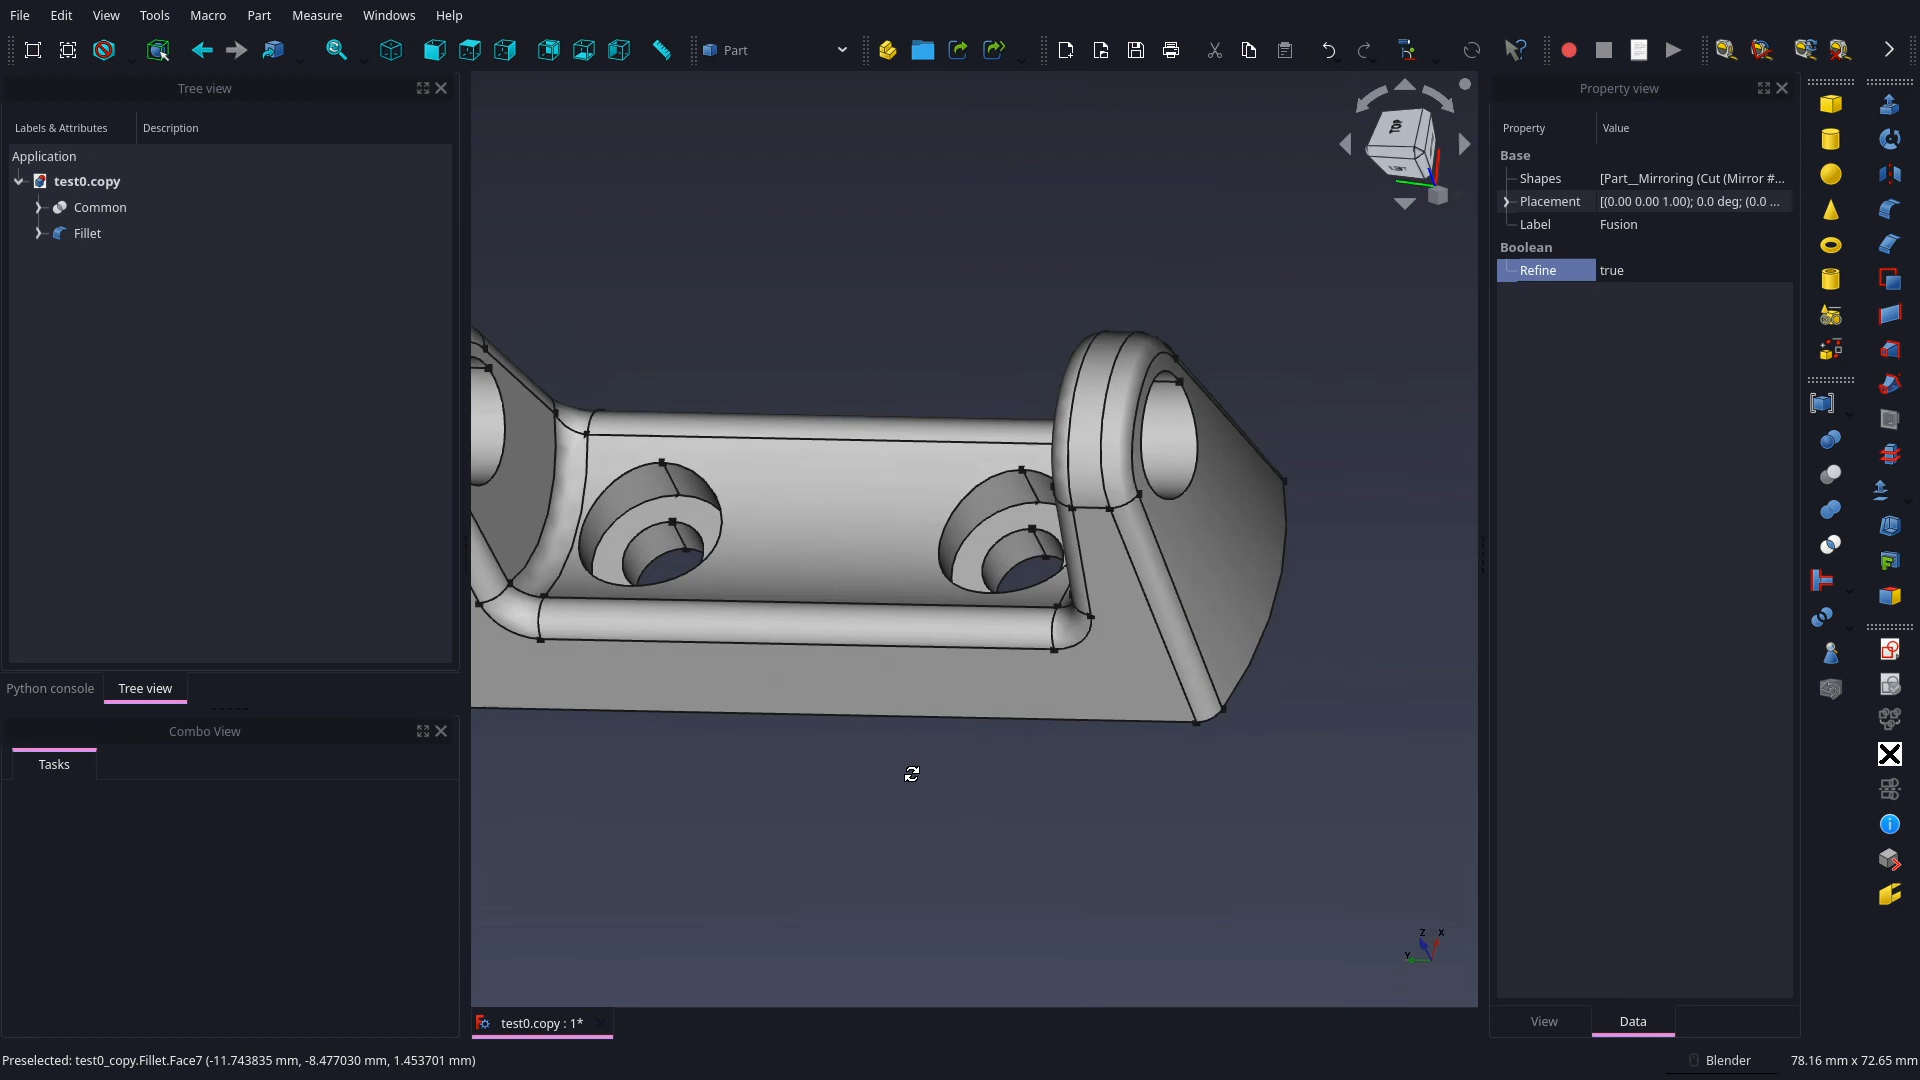 File Edit View Tools Macro Part Measure Windows Help
Part
Tree view
Labels & Attributes Description
Application
test0.copy
Common
Fillet
Python console Tree view
Combo View
Tasks
TOP
Z X
Y
test0.copy : 1*
Property view
Property Value
Base
Shapes [Part__Mirroring (Cut (Mirror #...
Placement [(0.00 0.00 1.00); 0.0 deg; (0.0 ...
Label Fusion
Boolean
Refine true
View Data
Preselected: test0_copy.Fillet.Face7 (-11.743835 mm, -8.477030 mm, 1.453701 mm)
Blender 78.16 mm x 72.65 mm